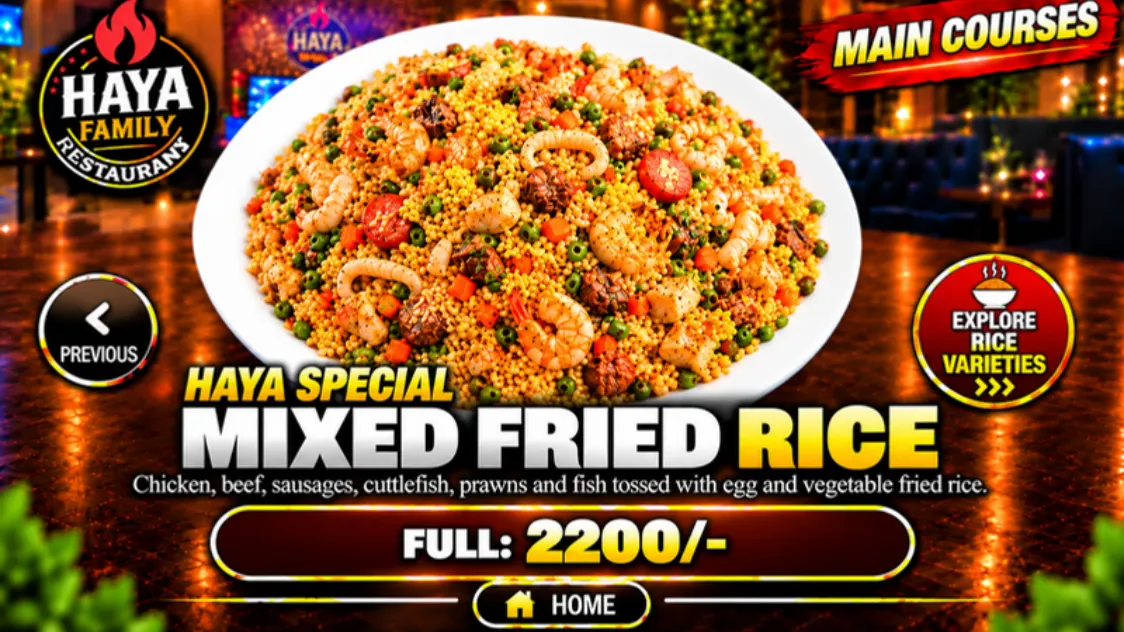 HAYA
FAMILY
RESTAURANT
HAYA
MAIN COURSES
PREVIOUS
EXPLORE
RICE
VARIETIES
>>>
HAYA SPECIAL
MIXED FRIED RICE
Chicken, beef, sausages, cuttlefish, prawns and fish tossed with egg and vegetable fried rice.
FULL: 2200/-
HOME